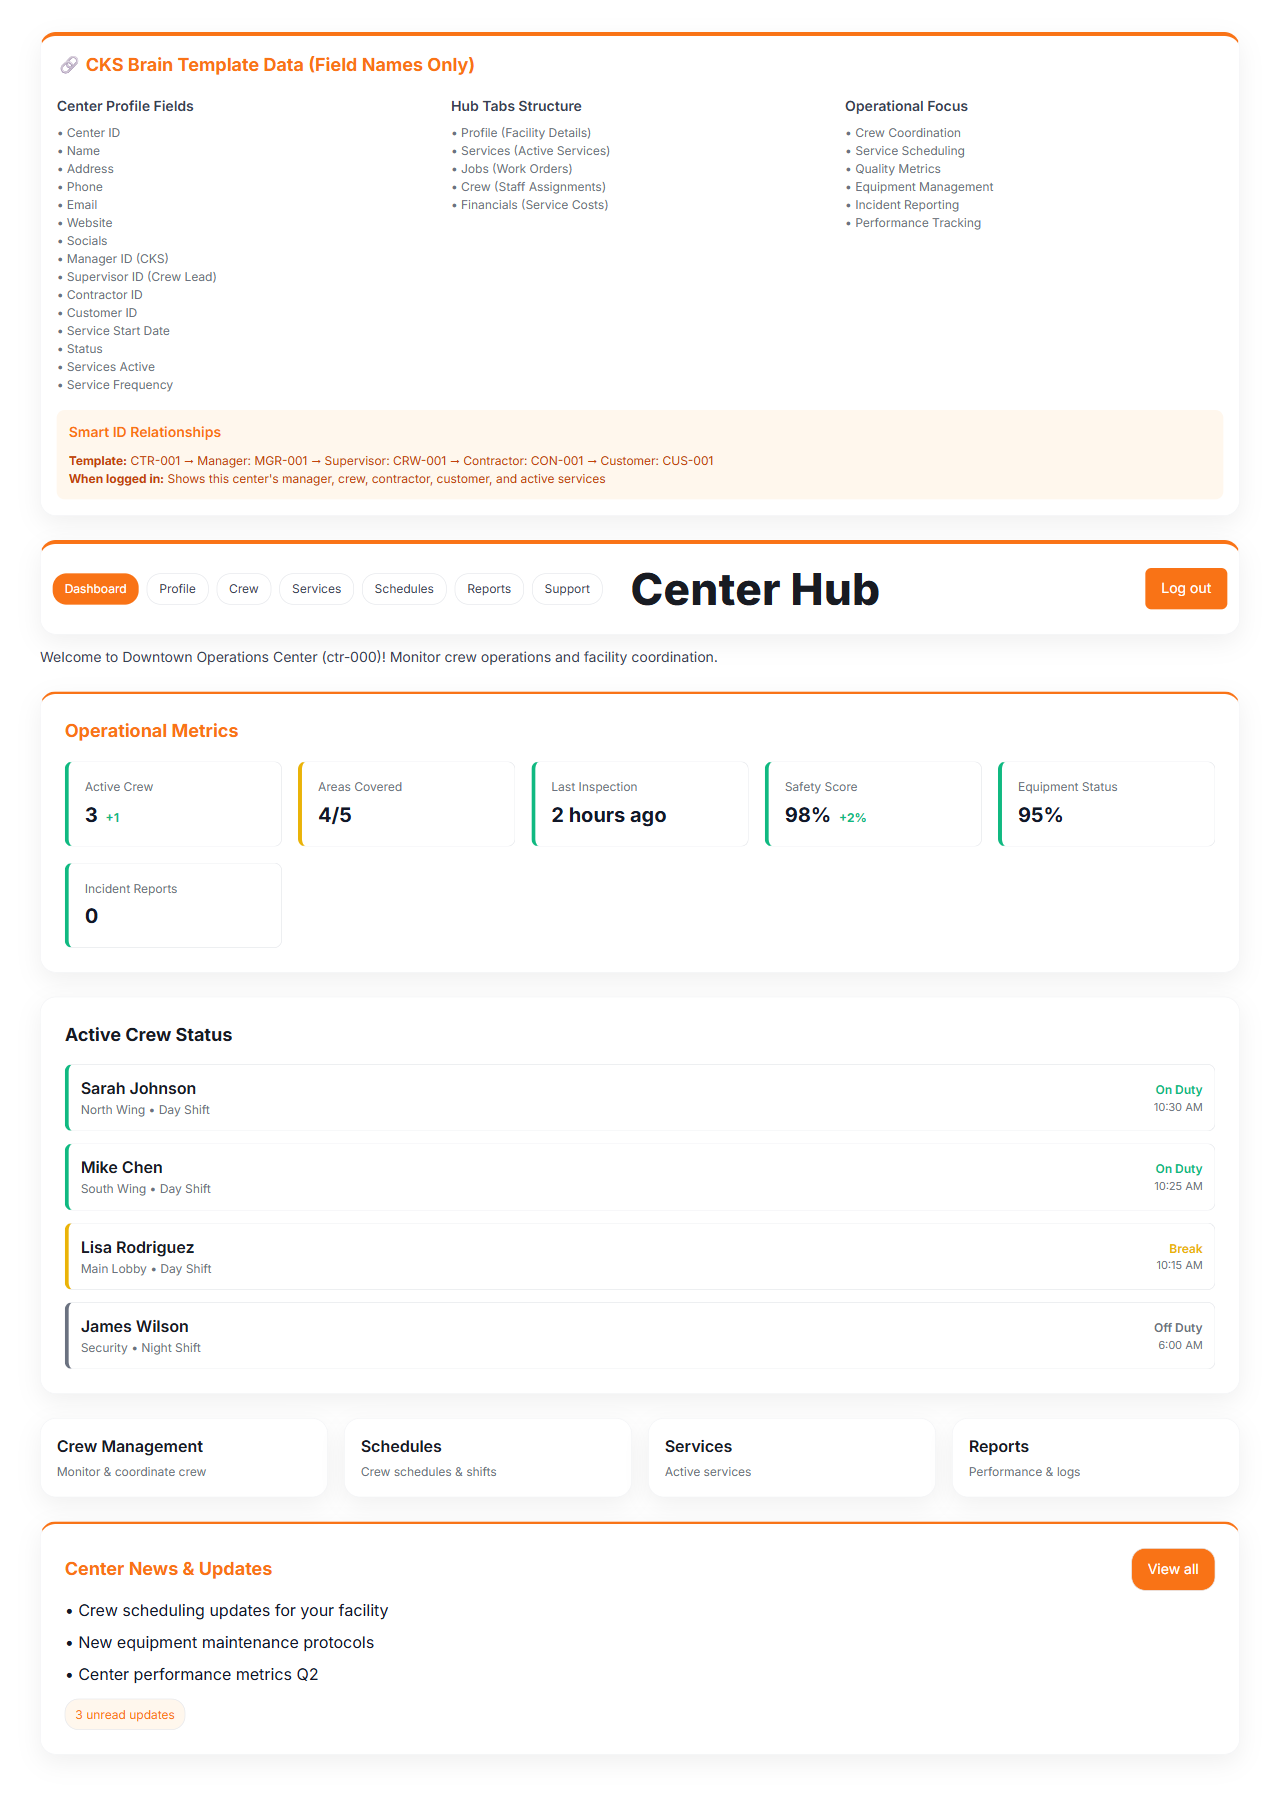 🔗 CKS Brain Template Data (Field Names Only)
Center Profile Fields
• Center ID
• Name
• Address
• Phone
• Email
• Website
• Socials
• Manager ID (CKS)
• Supervisor ID (Crew Lead)
• Contractor ID
• Customer ID
• Service Start Date
• Status
• Services Active
• Service Frequency
Hub Tabs Structure
• Profile (Facility Details)
• Services (Active Services)
• Jobs (Work Orders)
• Crew (Staff Assignments)
• Financials (Service Costs)
Operational Focus
• Crew Coordination
• Service Scheduling
• Quality Metrics
• Equipment Management
• Incident Reporting
• Performance Tracking
Smart ID Relationships
Template: CTR-001 → Manager: MGR-001 → Supervisor: CRW-001 → Contractor: CON-001 → Customer: CUS-001
When logged in: Shows this center's manager, crew, contractor, customer, and active services
Dashboard
Profile
Crew
Services
Schedules
Reports
Support
Center Hub
Log out
Welcome to Downtown Operations Center (ctr-000)! Monitor crew operations and facility coordination.
Operational Metrics
Active Crew
3 +1
Areas Covered
4/5
Last Inspection
2 hours ago
Safety Score
98% +2%
Equipment Status
95%
Incident Reports
0
Active Crew Status
Sarah Johnson
North Wing • Day Shift
On Duty
10:30 AM
Mike Chen
South Wing • Day Shift
On Duty
10:25 AM
Lisa Rodriguez
Main Lobby • Day Shift
Break
10:15 AM
James Wilson
Security • Night Shift
Off Duty
6:00 AM
Crew Management
Monitor & coordinate crew
Schedules
Crew schedules & shifts
Services
Active services
Reports
Performance & logs
Center News & Updates
View all
• Crew scheduling updates for your facility
• New equipment maintenance protocols
• Center performance metrics Q2
3 unread updates